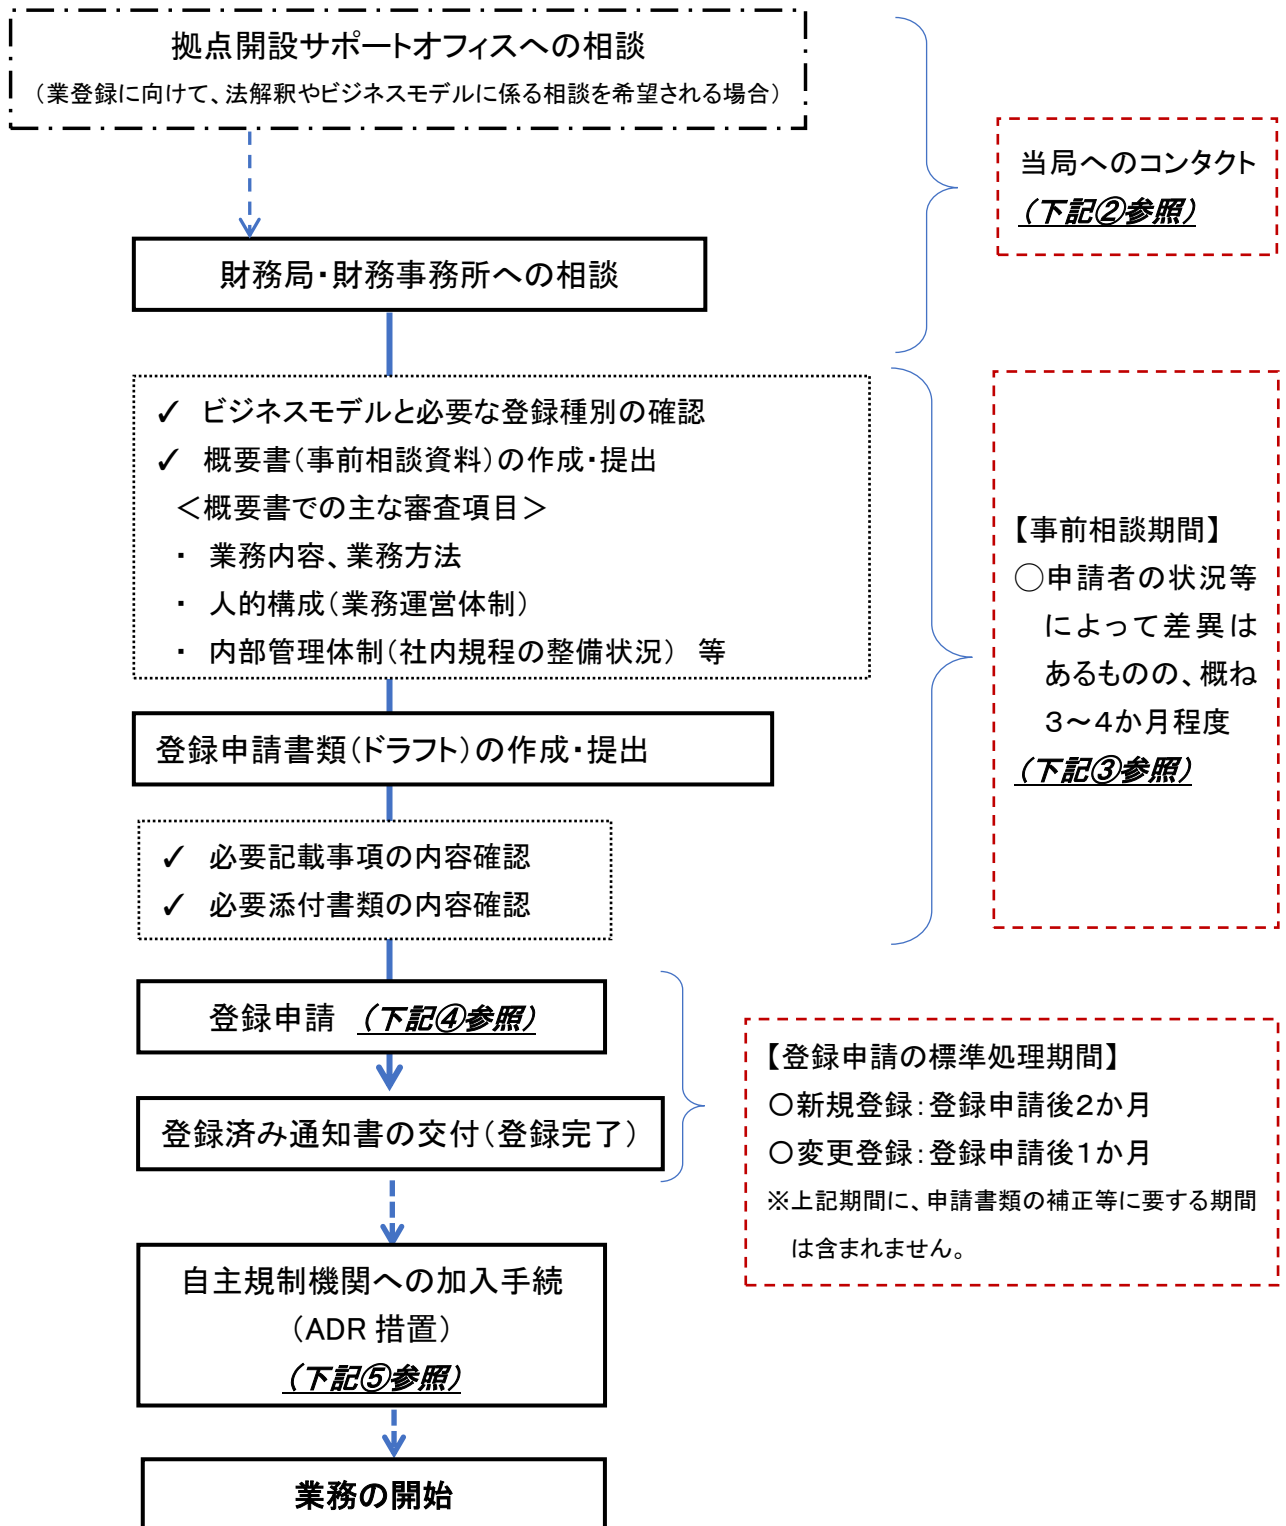 拠点開設サポートオフィスへの相談
（業登録に向けて、法解釈やビジネスモデルに係る相談を希望される場合）
当局へのコンタクト
（下記②参照）
財務局・財務事務所への相談
✓ ビジネスモデルと必要な登録種別の確認
✓ 概要書（事前相談資料）の作成・提出
＜概要書での主な審査項目＞
・ 業務内容、業務方法
・ 人的構成（業務運営体制）
・ 内部管理体制（社内規程の整備状況） 等
【事前相談期間】
○申請者の状況等
によって差異は
あるものの、概ね
３～４か月程度
（下記③参照）
登録申請書類（ドラフト）の作成・提出
✓ 必要記載事項の内容確認
✓ 必要添付書類の内容確認
登録申請 （下記④参照）
登録済み通知書の交付（登録完了）
【登録申請の標準処理期間】
○新規登録：登録申請後２か月
○変更登録：登録申請後１か月
※上記期間に、申請書類の補正等に要する期間
は含まれません。
自主規制機関への加入手続
（ADR 措置）
（下記⑤参照）
業務の開始